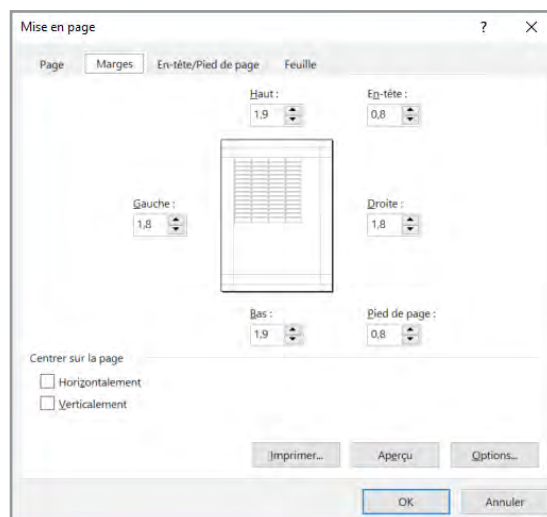 Mise en page ? ×
Page Marges En-tête/Pied de page Feuille
Haut : En-tête :
1,9 0,8
Gauche : Droite :
1,8 1,8
Bas : Pied de page :
1,9 0,8
Centrer sur la page
Horizontalement
Verticalement
Imprimer... Aperçu Options...
OK Annuler